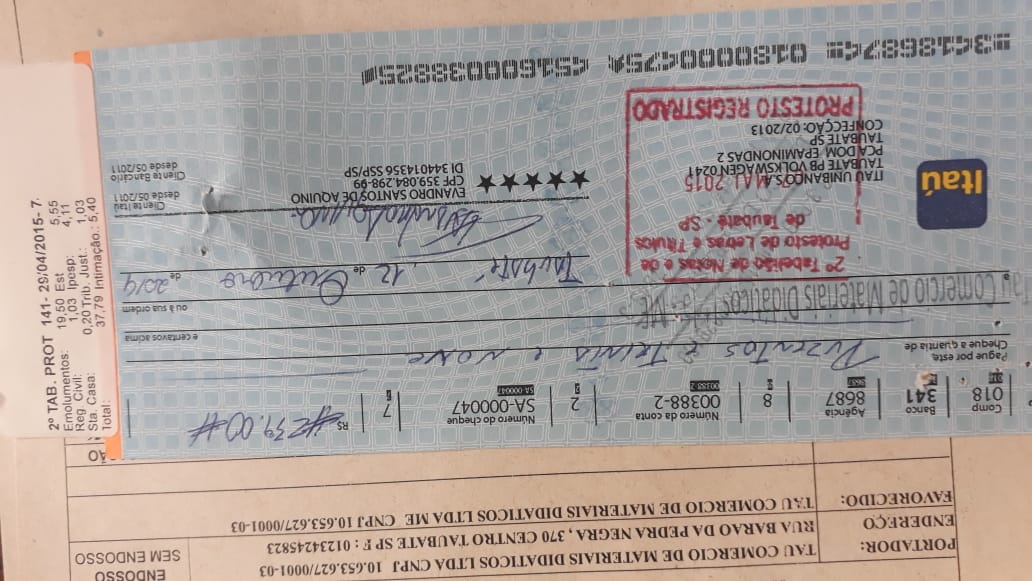 Comp
018
Banco
341
Agência
8687
8687
8
Número da conta
00388-2
00388-2
2
Número do cheque
SA-000047
SA-000047
7
R$
#239,00#
Pague por este
Cheque a quantia de
Duzentos e Trinta e nove
e centavos acima
a
Tau Comercio de Materiais Didaticos Ltda - ME
ou à sua ordem
Taubaté, 12 de Outubro de 2014
2º Tabelião de Notas e de
Protesto de Letras e Títulos
de Taubaté - SP
MAI 2015
PROTESTO REGISTRADO
Itaú
ITAU UNIBANCO S.A.
TAUBATE PB VOLKSWAGEN 0241
PCA DOM EPAMINONDAS 2
TAUBATE SP
CONFECÇÃO: 02/2013
EVANDRO SANTOS DE AQUINO
CPF 359.084.298-99
DI 344014356 SSP/SP
Cliente Itaú
desde 05/2011
Cliente Bancário
desde 05/2011
34186874 0180000475 451600038825
2º TAB. PROT 141- 29/04/2015- 7.
Emolumentos: 19,50 Est 5,55
1,03 Ipesp: 4,11
Reg. Civil: 0,20 Trib. Just.: 1,03
Sta. Casa: 37,79 Intimação.: 5,40
Total:
PORTADOR: TAU COMERCIO DE MATERIAIS DIDATICOS LTDA CNPJ 10.653.627/0001-03
ENDEREÇO RUA BARAO DA PEDRA NEGRA, 370 CENTRO TAUBATE SP F: 01234245823
FAVORECIDO: TAU COMERCIO DE MATERIAIS DIDATICOS LTDA ME CNPJ 10.653.627/0001-03
ENDOSSO
SEM ENDOSSO